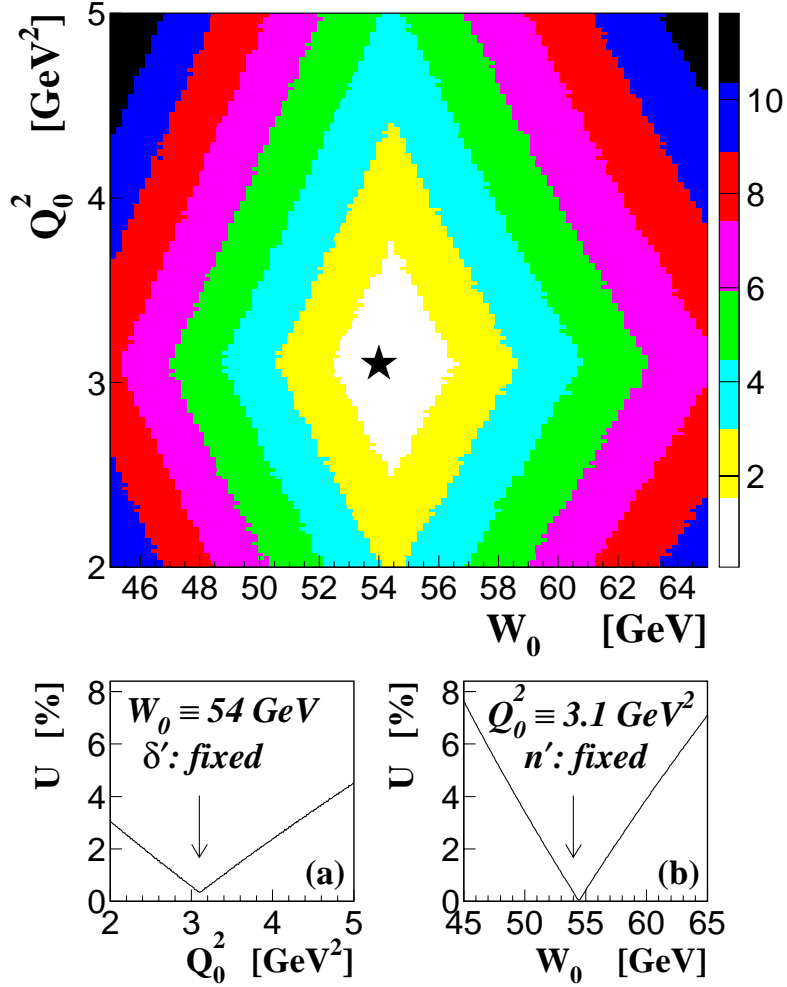 5
4
3
2
Q₀² [GeV²]
10
8
6
4
2
46 48 50 52 54 56 58 60 62 64
W₀ [GeV]
8
6
4
2
0
U [%]
W₀ ≡ 54 GeV
δ′: fixed
(a)
2 3 4 5
Q₀² [GeV²]
8
6
4
2
0
U [%]
Q₀² ≡ 3.1 GeV²
n′: fixed
(b)
45 50 55 60 65
W₀ [GeV]